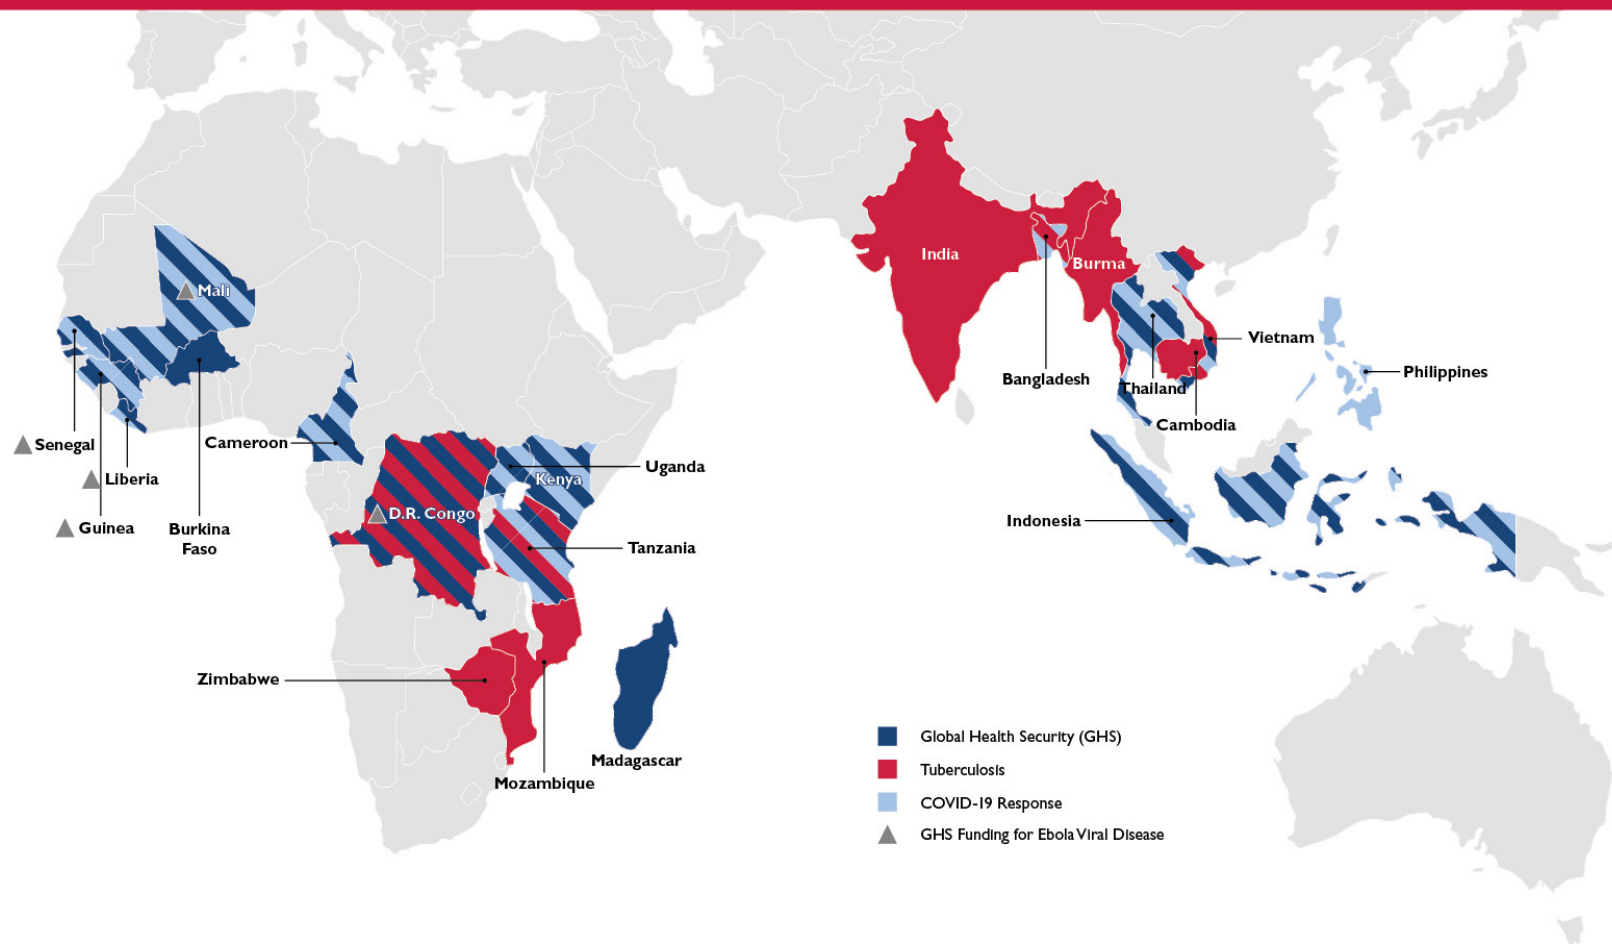 India
Burma
Mali
Vietnam
Philippines
Bangladesh
Thailand
Cambodia
Senegal
Cameroon
Liberia
Uganda
Kenya
D.R. Congo
Guinea
Burkina
Faso
Indonesia
Tanzania
Zimbabwe
Madagascar
Mozambique
Global Health Security (GHS)
Tuberculosis
COVID-19 Response
GHS Funding for Ebola Viral Disease